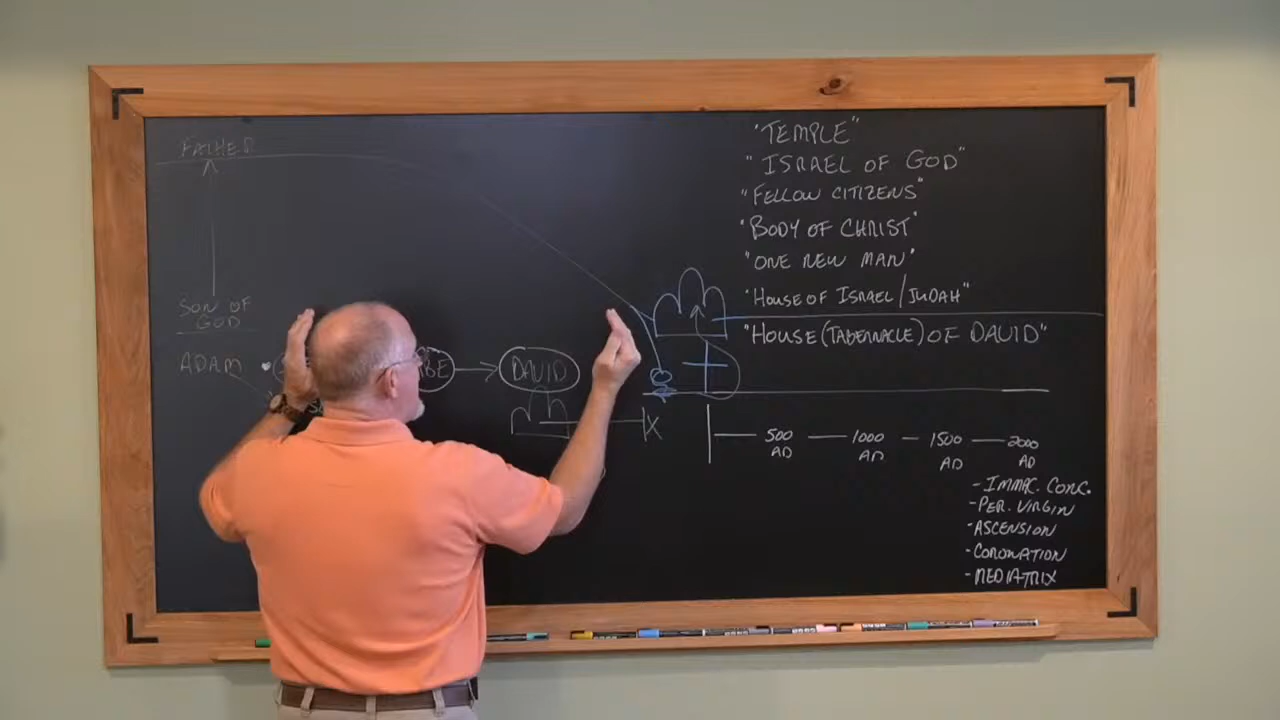 FATHER
SON OF
GOD
ADAM
DAVID
X
"TEMPLE"
"ISRAEL OF GOD"
"FELLOW CITIZENS"
"BODY OF CHRIST"
"ONE NEW MAN"
"HOUSE OF ISRAEL/JUDAH"
"HOUSE (TABERNACLE) OF DAVID"
500 AD
1000 AD
1500 AD
2000 AD
- IMMAC. CONC.
- PER. VIRGIN
- ASCENSION
- CORONATION
- MEDIATRIX